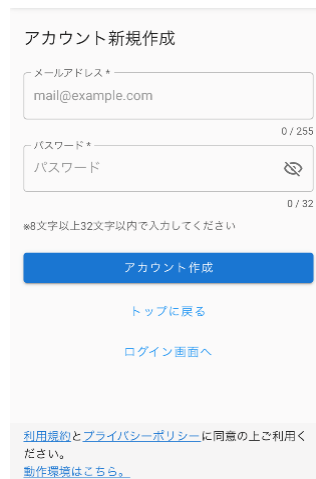 アカウント新規作成
メールアドレス *
mail@example.com
0 / 255
パスワード *
パスワード
0 / 32
※8文字以上32文字以内で入力してください
アカウント作成
トップに戻る
ログイン画面へ
利用規約とプライバシーポリシーに同意の上ご利用く
ださい。
動作環境はこちら。